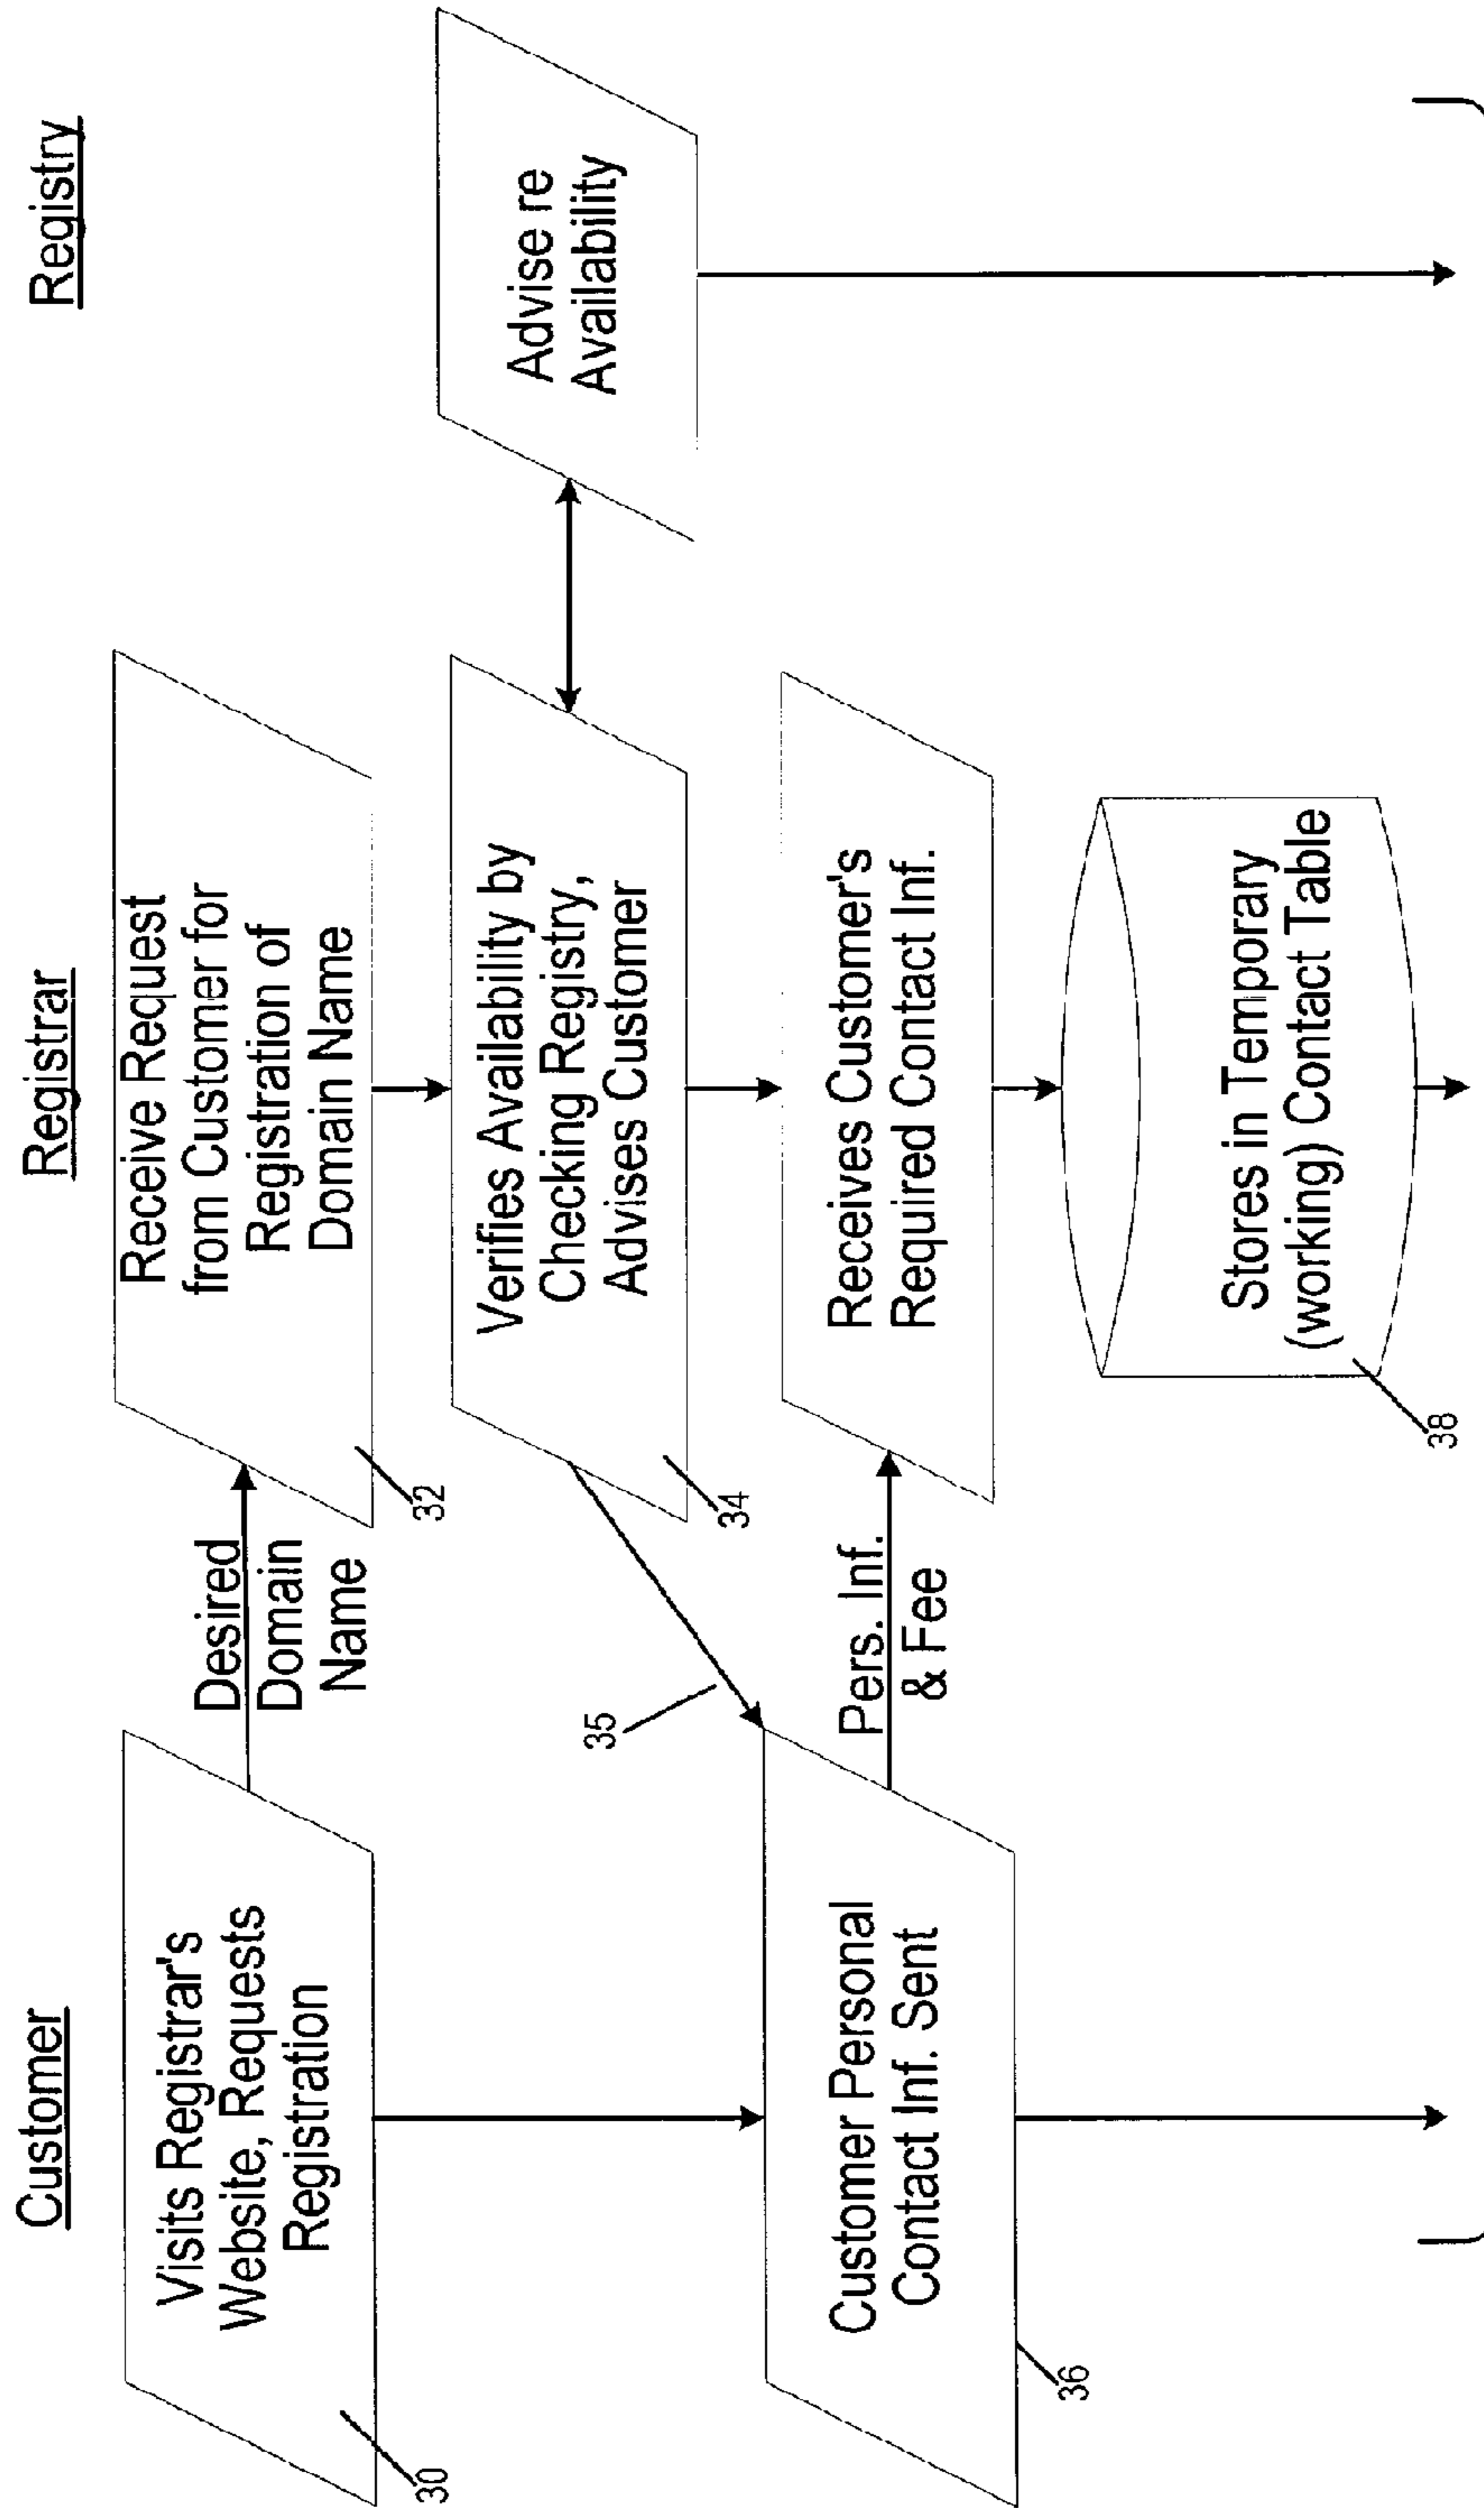 Customer
Registrar
Registry
Visits Registrar's
Website, Requests
Registration
30
Desired
Domain
Name
Receive Request
from Customer for
Registration of
Domain Name
32
Verifies Availability by
Checking Registry,
Advises Customer
34
Advise re
Availability
35
Customer Personal
Contact Inf. Sent
36
Pers. Inf.
& Fee
Receives Customer's
Required Contact Inf.
Stores in Temporary
(working) Contact Table
38